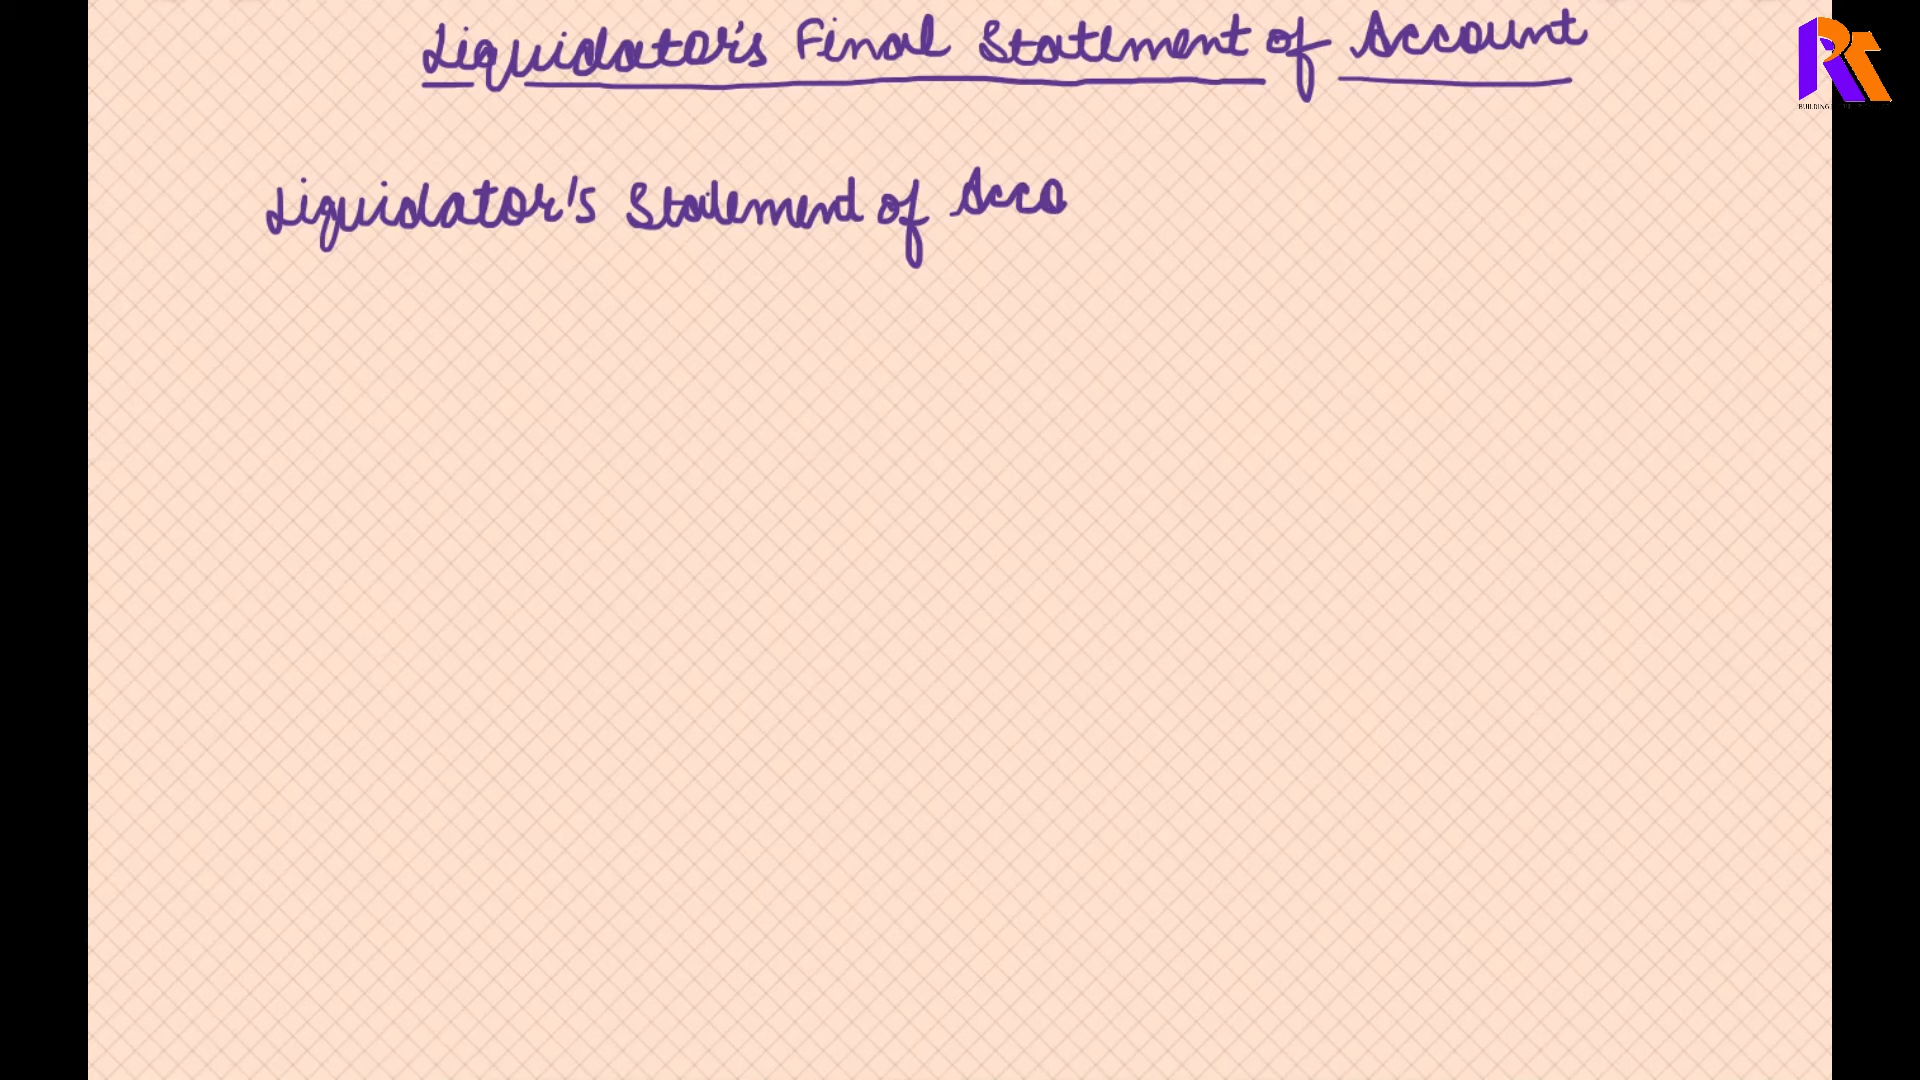 Liquidator's Final Statement of Account
Liquidator's Statement of Acco